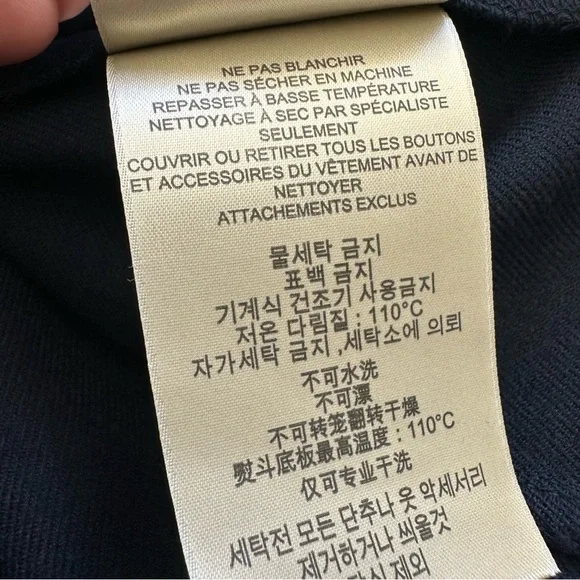 NE PAS BLANCHIR
NE PAS SÉCHER EN MACHINE
REPASSER À BASSE TEMPÉRATURE
NETTOYAGE À SEC PAR SPÉCIALISTE
SEULEMENT
COUVRIR OU RETIRER TOUS LES BOUTONS
ET ACCESSOIRES DU VÊTEMENT AVANT DE
NETTOYER
ATTACHEMENTS EXCLUS
물세탁 금지
표백 금지
기계식 건조기 사용금지
저온 다림질 : 110°C
자가세탁 금지 ,세탁소에 의뢰
不可水洗
不可漂
不可转笼翻转干燥
熨斗底板最高温度 : 110°C
仅可专业干洗
세탁전 모든 단추나 옷 악세서리
제거하거나 씌울것
제외